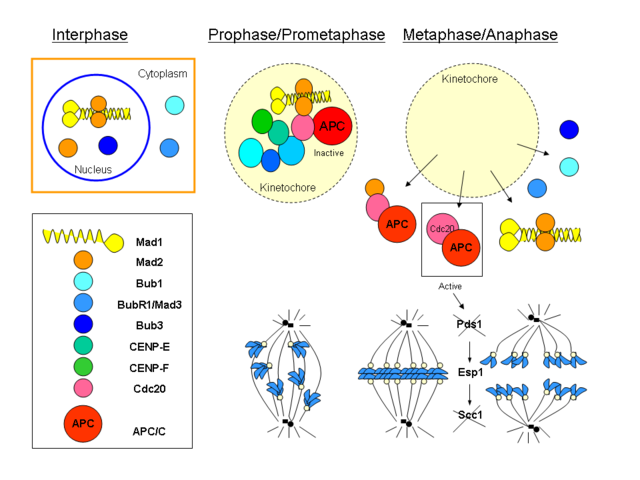 Interphase
Prophase/Prometaphase
Metaphase/Anaphase
Cytoplasm
Nucleus
APC
Inactive
Kinetochore
Kinetochore
APC
Cdc20
APC
Active
Mad1
Mad2
Bub1
BubR1/Mad3
Bub3
CENP-E
CENP-F
Cdc20
APC
APC/C
Pds1
Esp1
Scc1